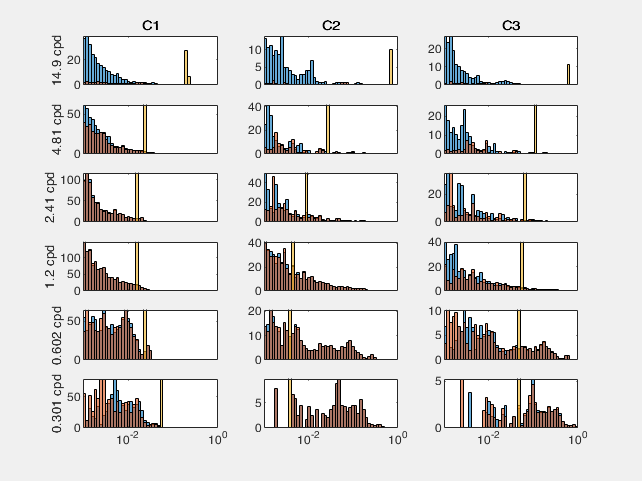 C1 C2 C3
14.9 cpd 0 20 0 5 10 0 20
4.81 cpd 0 50 0 20 40 0 10 20
2.41 cpd 0 50 100 0 20 40 0 20
1.2 cpd 0 50 100 0 20 40 0 20 40
0.602 cpd 0 50 0 10 20 0 5 10
0.301 cpd 0 50 0 5 0 5
10^-2 10^0 10^-2 10^0 10^-2 10^0